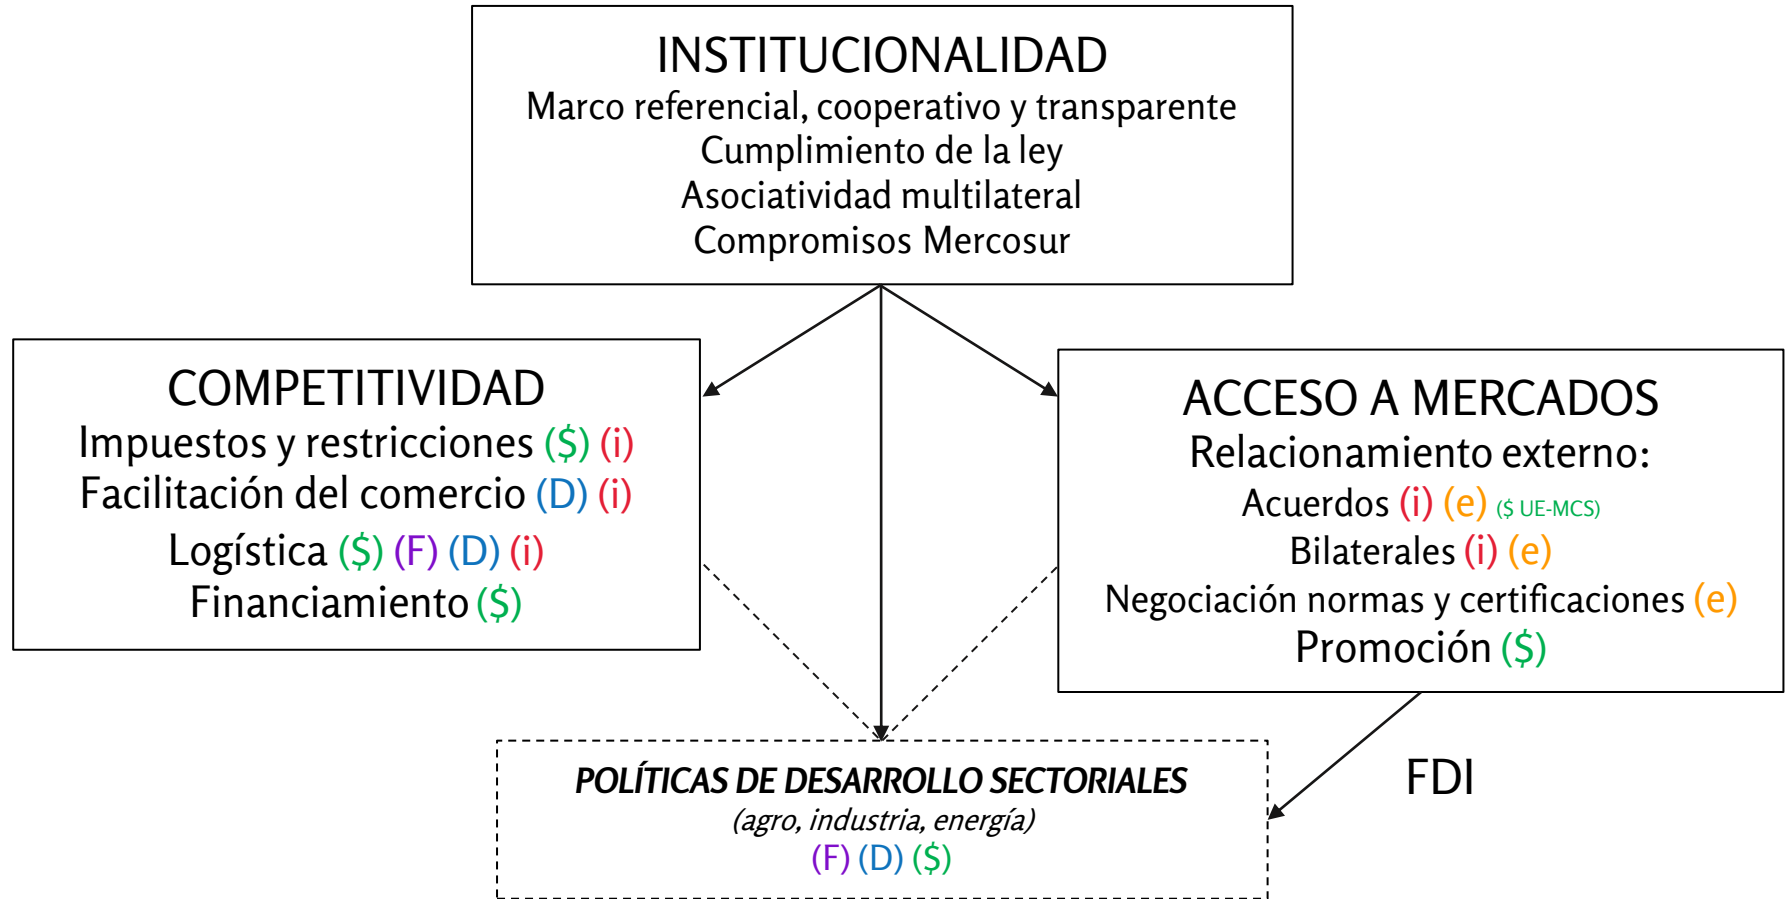 INSTITUCIONALIDAD
Marco referencial, cooperativo y transparente
Cumplimiento de la ley
Asociatividad multilateral
Compromisos Mercosur
COMPETITIVIDAD
Impuestos y restricciones ($) (i)
Facilitación del comercio (D) (i)
Logística ($) (F) (D) (i)
Financiamiento ($)
ACCESO A MERCADOS
Relacionamiento externo:
Acuerdos (i) (e) ($ UE-MCS)
Bilaterales (i) (e)
Negociación normas y certificaciones (e)
Promoción ($)
POLÍTICAS DE DESARROLLO SECTORIALES
(agro, industria, energía)
(F) (D) ($)
FDI